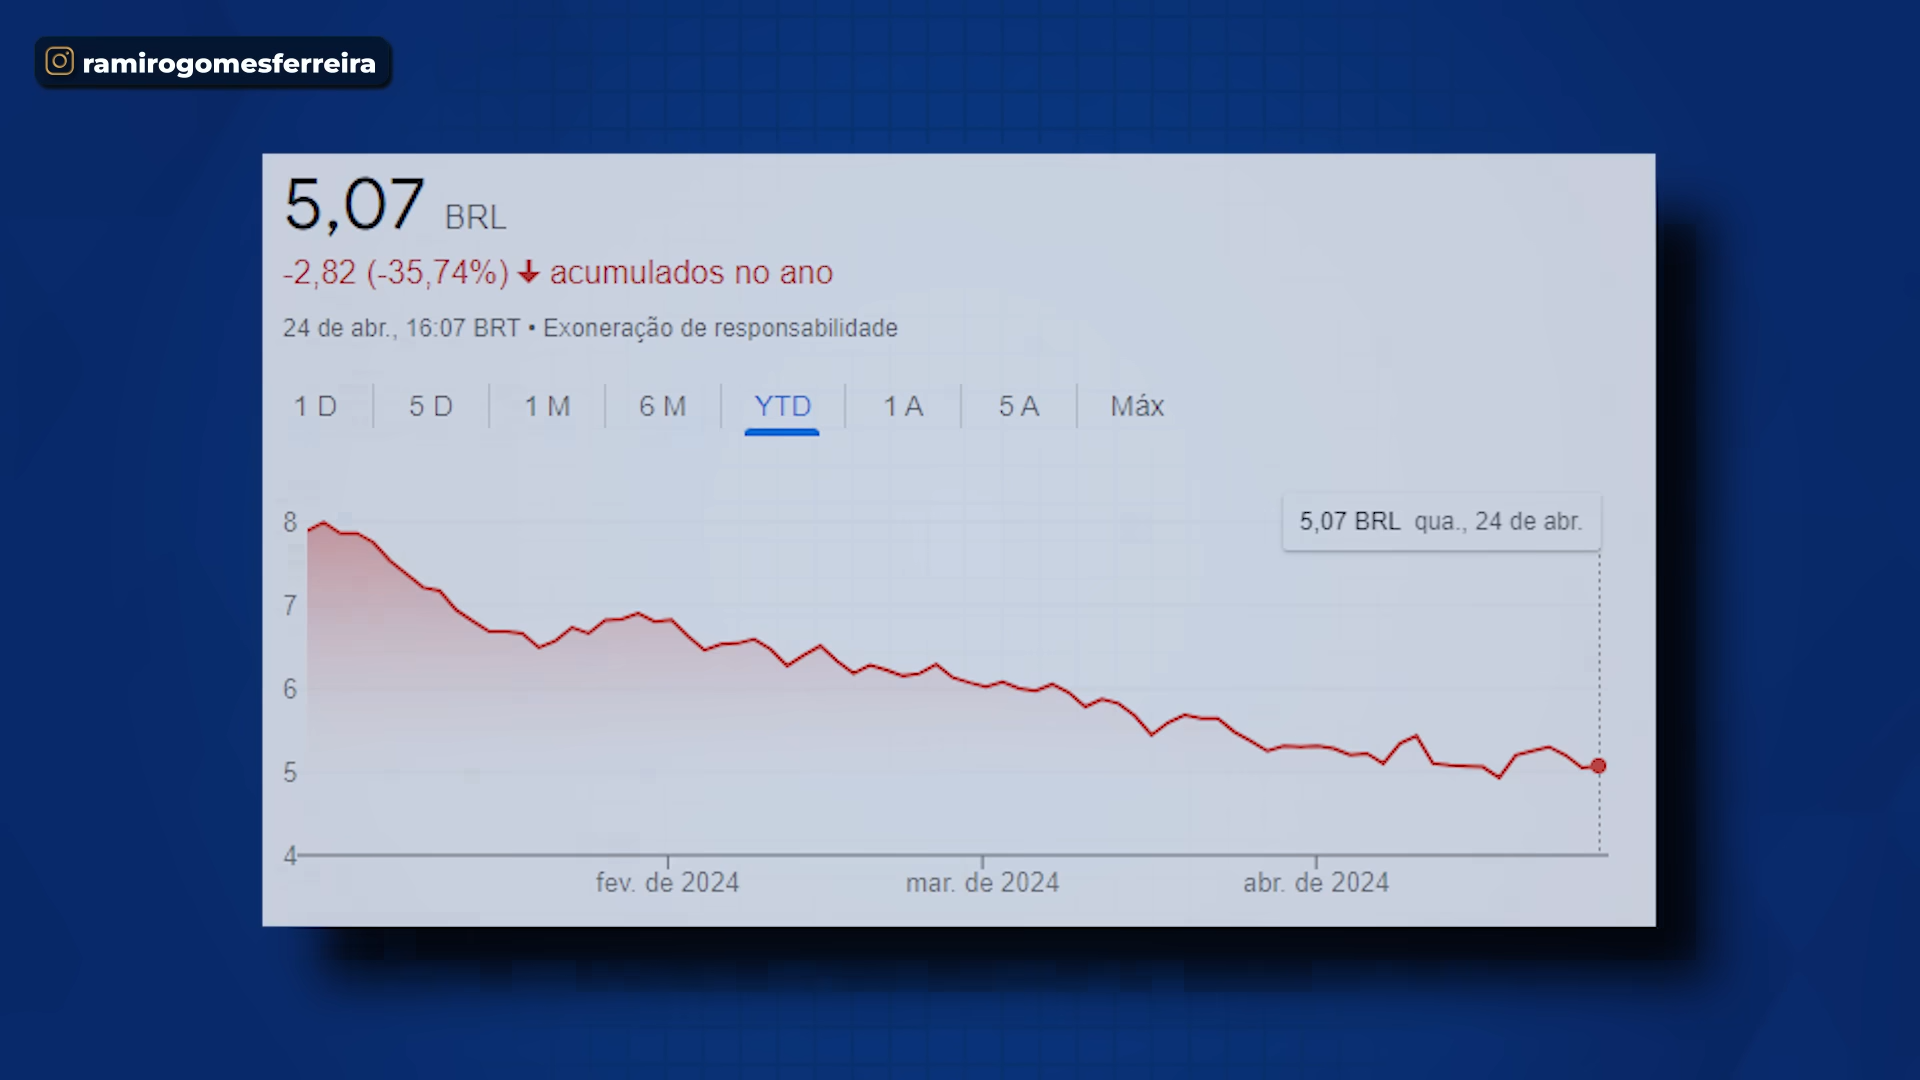 ramirogomesferreira
5,07 BRL
-2,82 (-35,74%) ↓ acumulados no ano
24 de abr., 16:07 BRT • Exoneração de responsabilidade
1 D 5 D 1 M 6 M YTD 1 A 5 A Máx
5,07 BRL qua., 24 de abr.
8
7
6
5
4
fev. de 2024 mar. de 2024 abr. de 2024